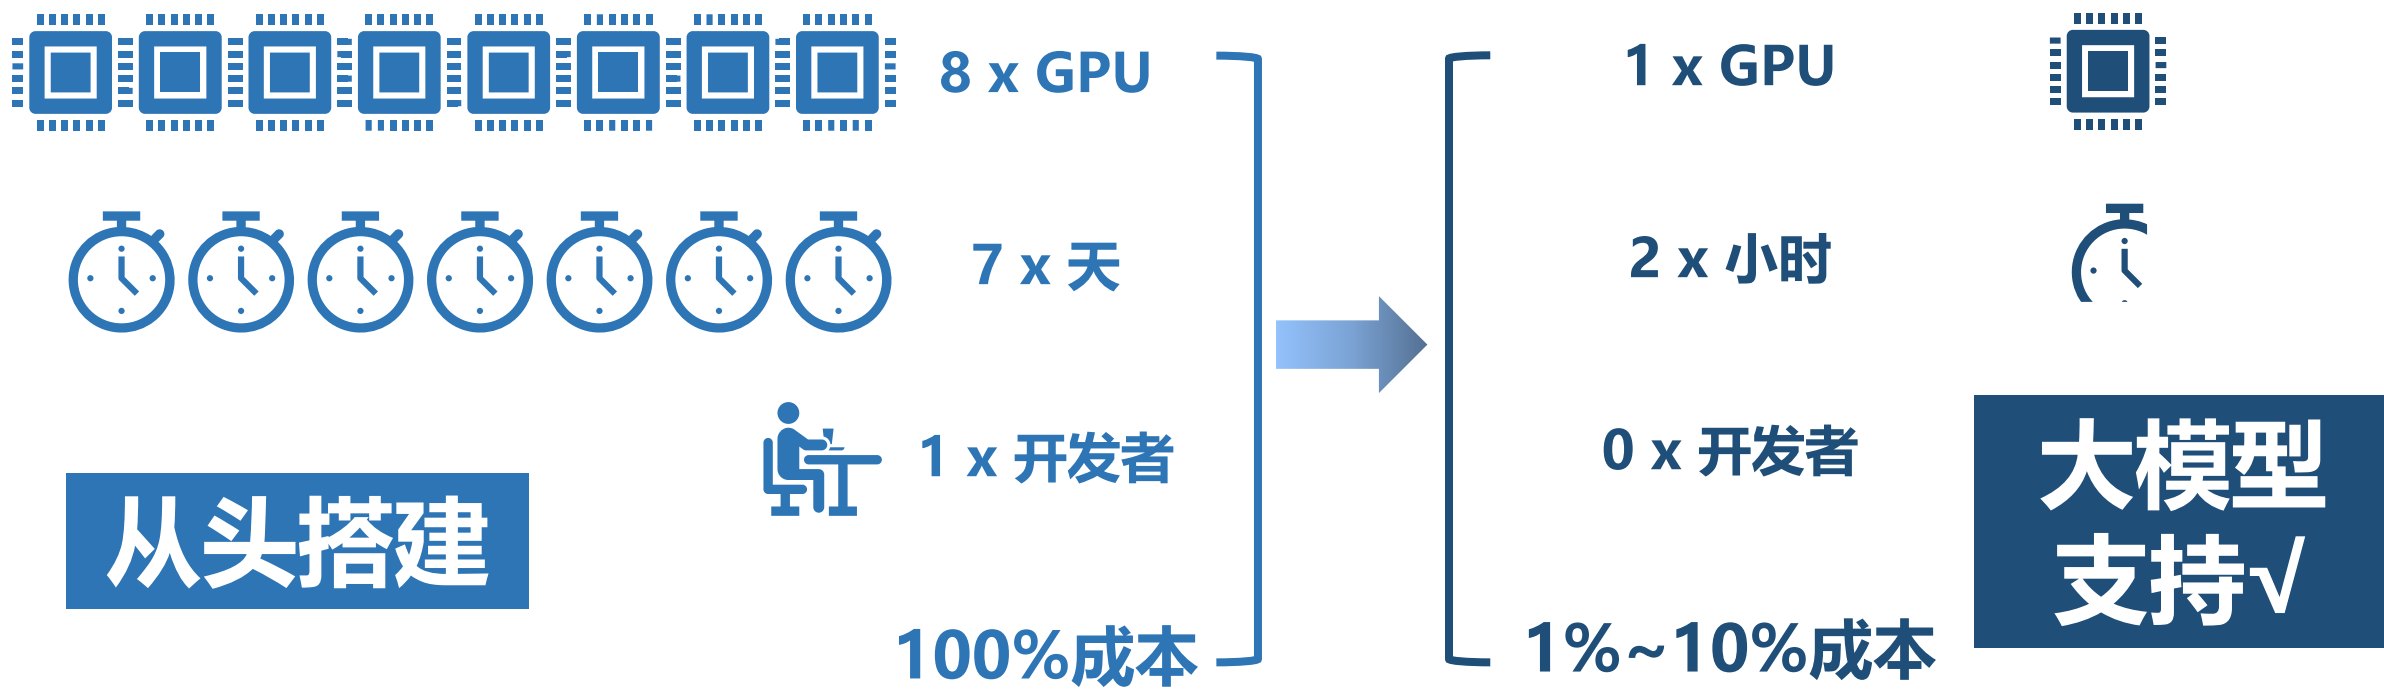 8 x GPU
7 x 天
1 x 开发者
从头搭建
100%成本
1 x GPU
2 x 小时
0 x 开发者
大模型
支持√
1%~10%成本